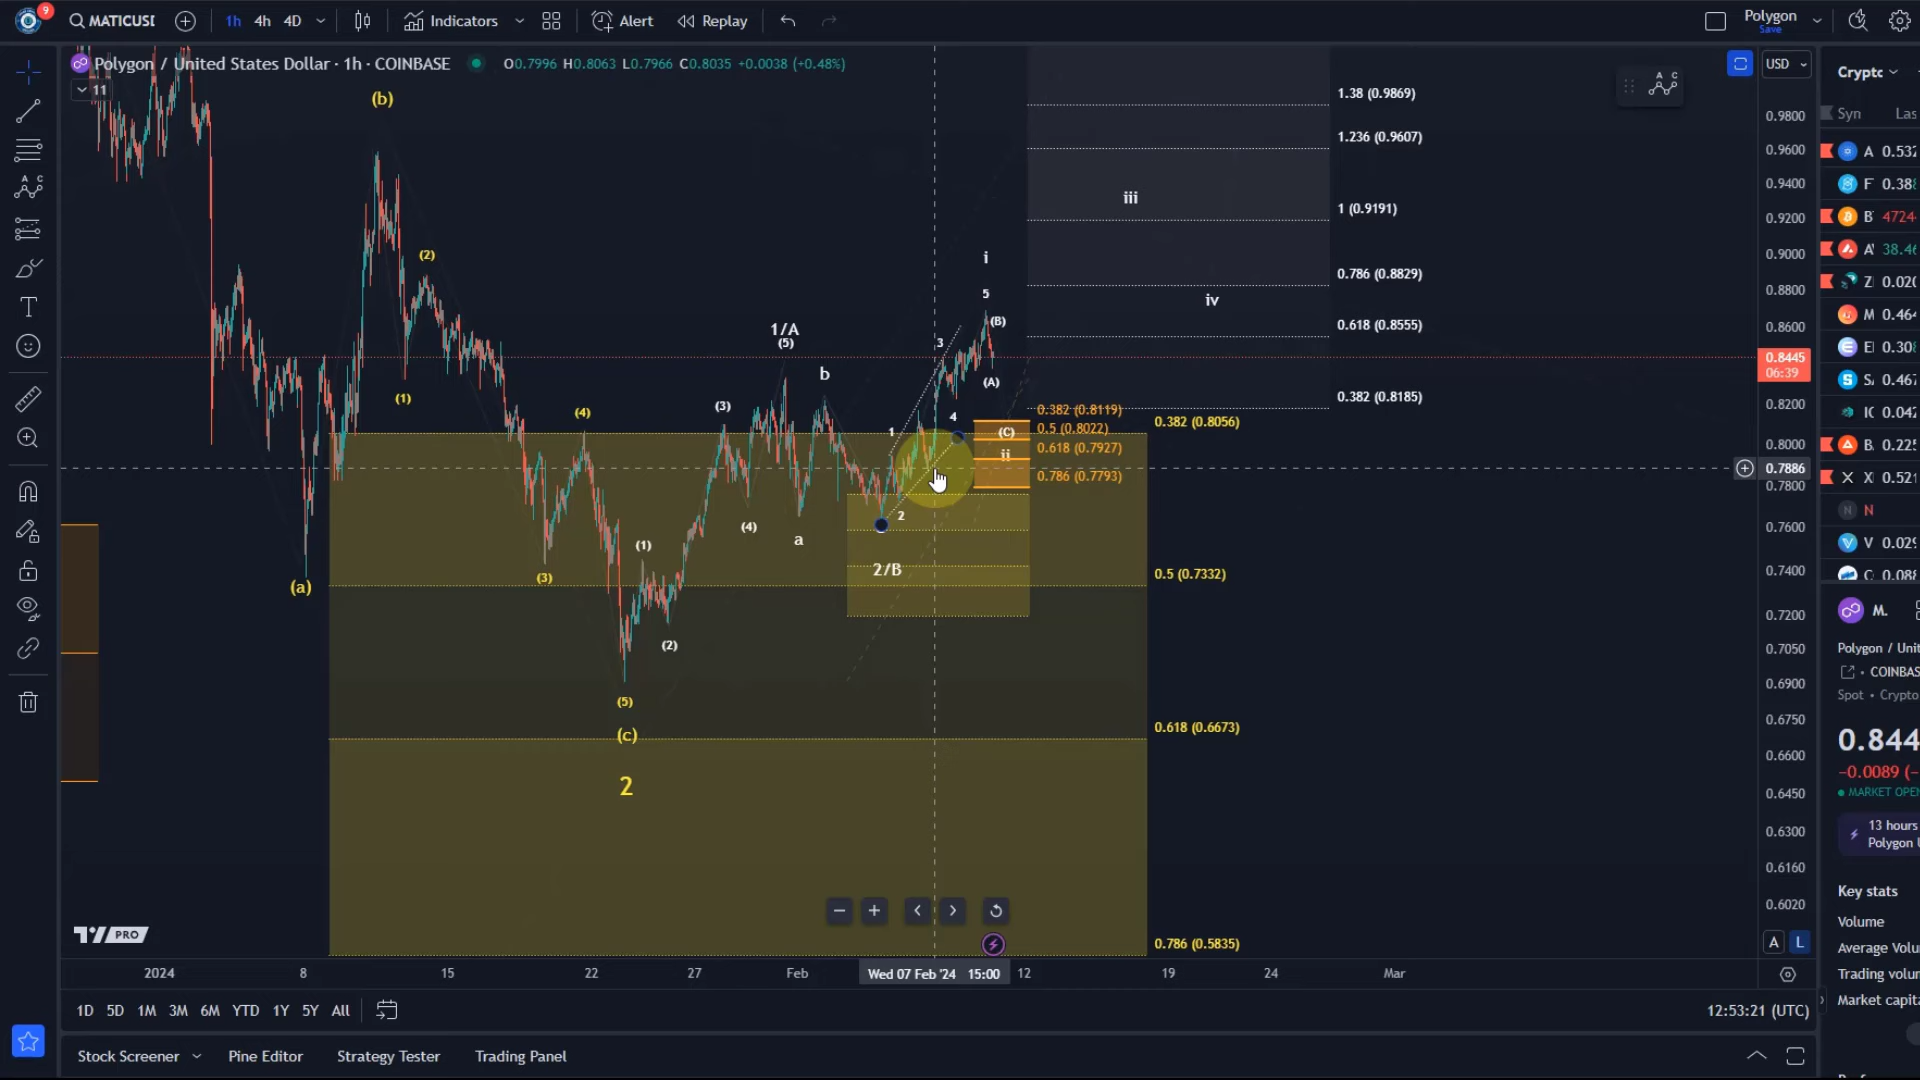 9
MATICUSI
1h 4h 4D
Indicators
Alert
Replay
Polygon
Save
Polygon / United States Dollar · 1h · COINBASE
O0.7996 H0.8063 L0.7966 C0.8035 +0.0038 (+0.48%)
11
USD
A C
(b)
(2)
(1)
(a)
(4)
(3)
(5)
(c)
2
(1)
(2)
(3)
(4)
1/A
(5)
a
b
2/B
1
2
3
4
i
5
(B)
(A)
(C)
ii
iii
iv
1.38 (0.9869)
1.236 (0.9607)
1 (0.9191)
0.786 (0.8829)
0.618 (0.8555)
0.382 (0.8185)
0.382 (0.8119)
0.5 (0.8022)
0.618 (0.7927)
0.786 (0.7793)
0.382 (0.8056)
0.5 (0.7332)
0.618 (0.6673)
0.786 (0.5835)
0.9800
0.9600
0.9400
0.9200
0.9000
0.8800
0.8600
0.8445
06:39
0.8200
0.8000
0.7886
0.7800
0.7600
0.7400
0.7200
0.7050
0.6900
0.6750
0.6600
0.6450
0.6300
0.6160
0.6020
A L
PRO
2024 8 15 22 27 Feb Wed 07 Feb '24 15:00 12 19 24 Mar
1D 5D 1M 3M 6M YTD 1Y 5Y All
12:53:21 (UTC)
Stock Screener Pine Editor Strategy Tester Trading Panel
Crypto
Syn Las
A 0.532
F 0.388
B 4724
A 38.46
Z 0.020
M 0.464
E 0.308
S 0.467
IC 0.042
B 0.225
X 0.521
N
V 0.029
C 0.088
M.
Polygon / Unit
COINBAS
Spot · Crypto
0.844
−0.0089 (−
MARKET OPEN
13 hours
Polygon
Key stats
Volume
Average Volu
Trading volum
Market capita